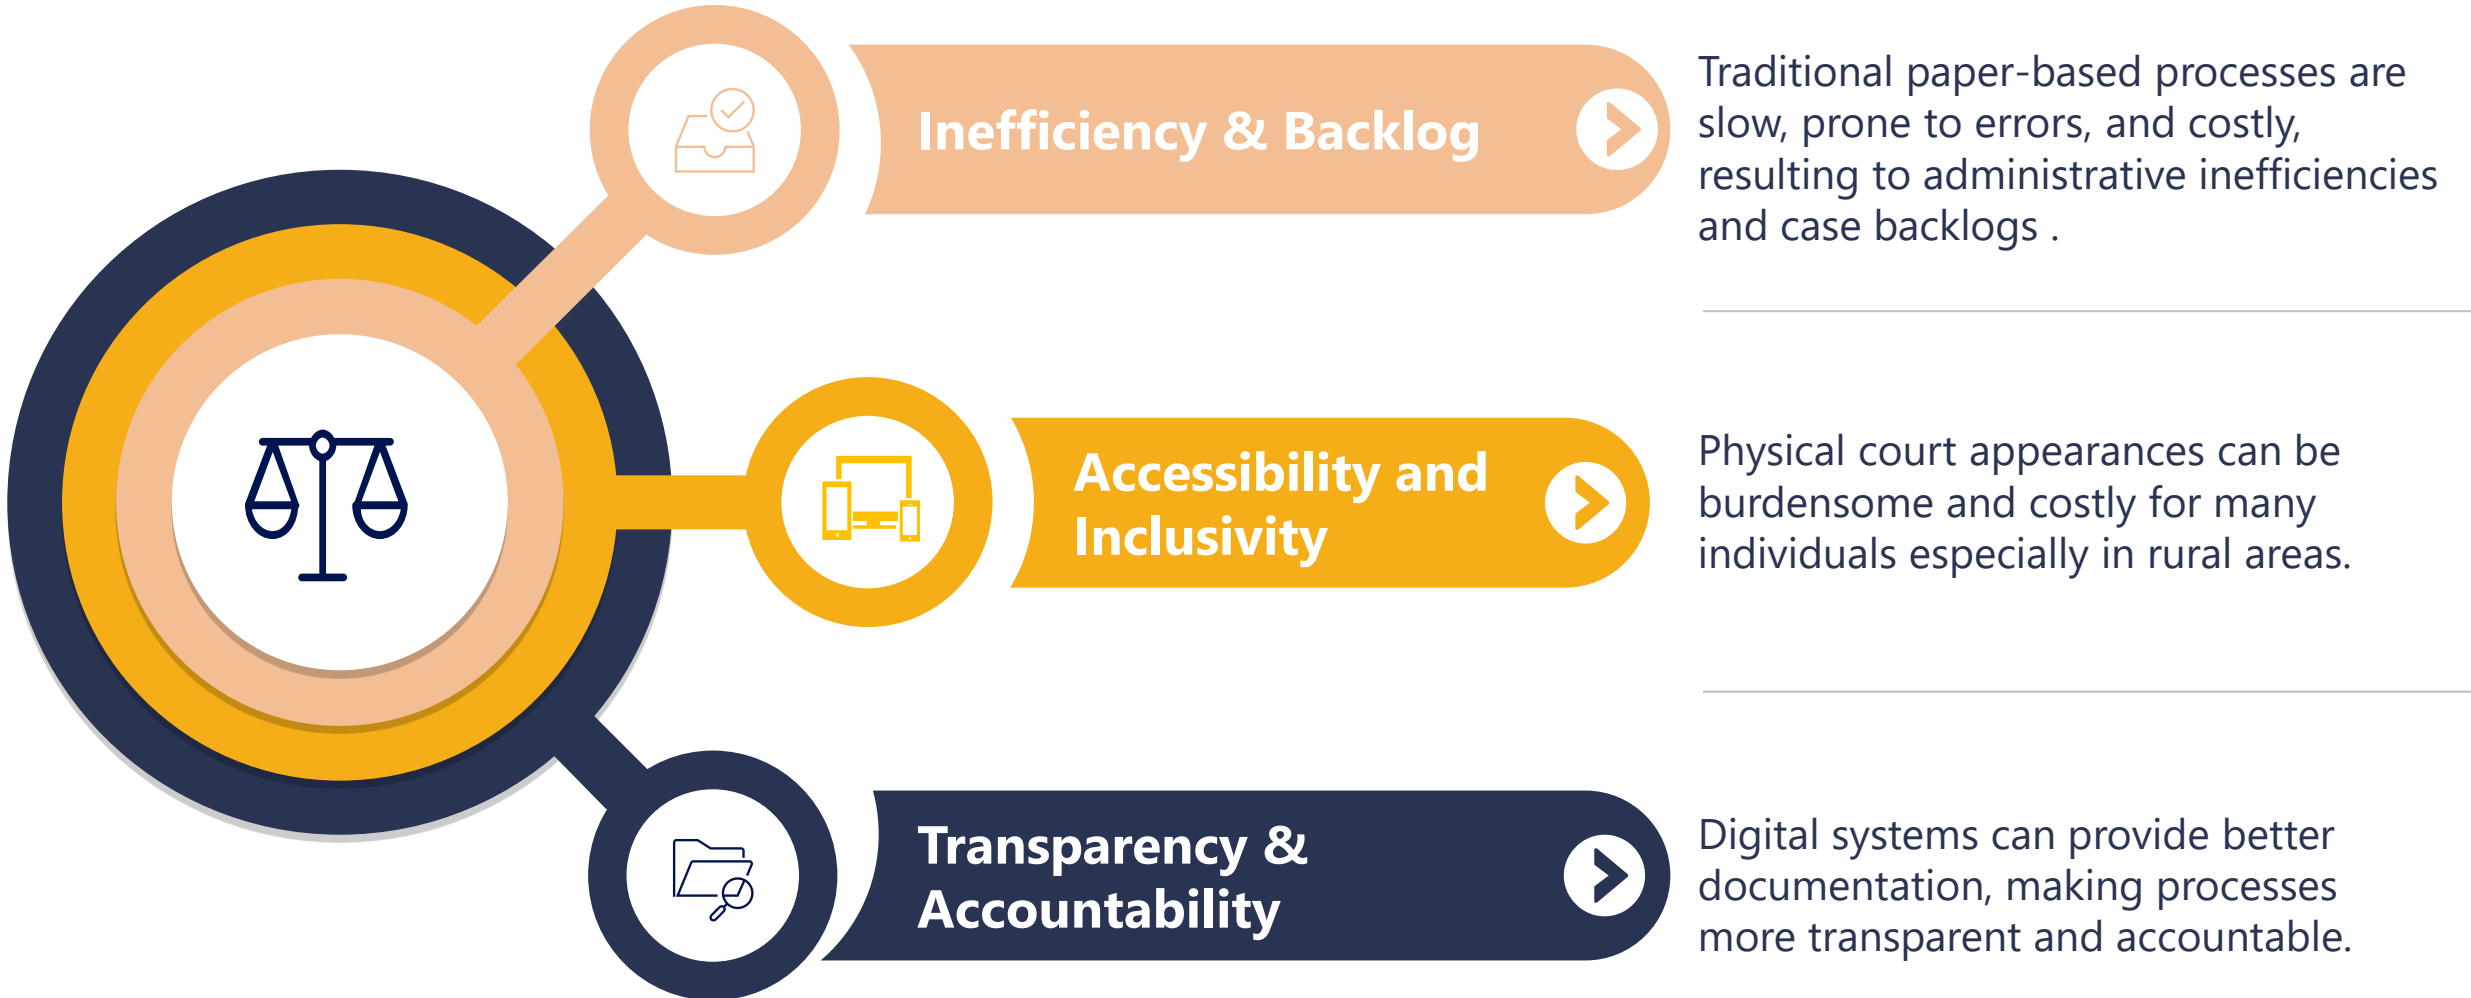 Inefficiency & Backlog
Traditional paper-based processes are
slow, prone to errors, and costly,
resulting to administrative inefficiencies
and case backlogs .
Accessibility and
Inclusivity
Physical court appearances can be
burdensome and costly for many
individuals especially in rural areas.
Transparency &
Accountability
Digital systems can provide better
documentation, making processes
more transparent and accountable.